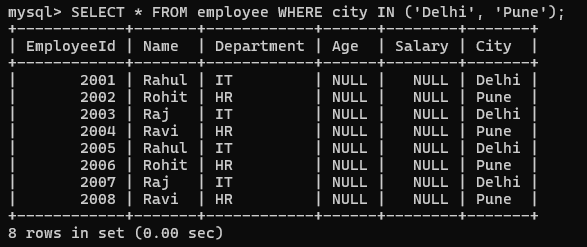 mysql> SELECT * FROM employee WHERE city IN ('Delhi', 'Pune');
+------------+-------+------------+------+--------+-------+
| EmployeeId | Name  | Department | Age  | Salary | City  |
+------------+-------+------------+------+--------+-------+
|       2001 | Rahul | IT         | NULL |   NULL | Delhi |
|       2002 | Rohit | HR         | NULL |   NULL | Pune  |
|       2003 | Raj   | IT         | NULL |   NULL | Delhi |
|       2004 | Ravi  | HR         | NULL |   NULL | Pune  |
|       2005 | Rahul | IT         | NULL |   NULL | Delhi |
|       2006 | Rohit | HR         | NULL |   NULL | Pune  |
|       2007 | Raj   | IT         | NULL |   NULL | Delhi |
|       2008 | Ravi  | HR         | NULL |   NULL | Pune  |
+------------+-------+------------+------+--------+-------+
8 rows in set (0.00 sec)